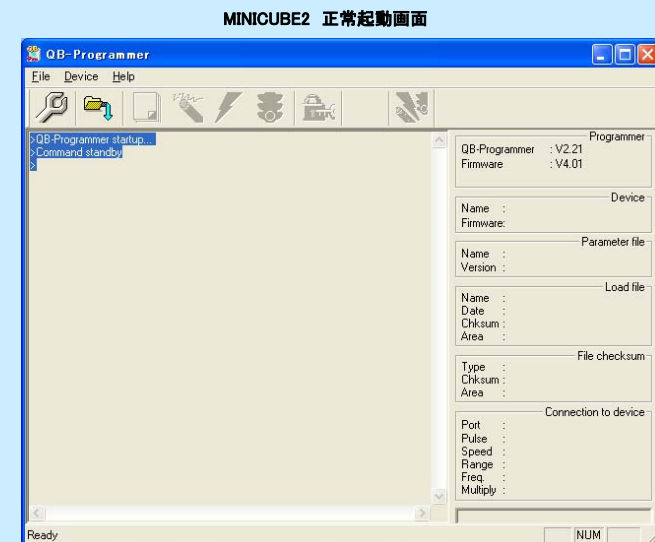 MINICUBE2 正常起動画面
QB-Programmer
File Device Help
>QB-Programmer startup...
>Command standby
>
Programmer
QB-Programmer : V2.21
Firmware : V4.01
Device
Name :
Firmware:
Parameter file
Name :
Version :
Load file
Name :
Date :
Chksum :
Area :
File checksum
Type :
Chksum :
Area :
Connection to device
Port :
Pulse :
Speed :
Range :
Freq. :
Multiply :
Ready
NUM